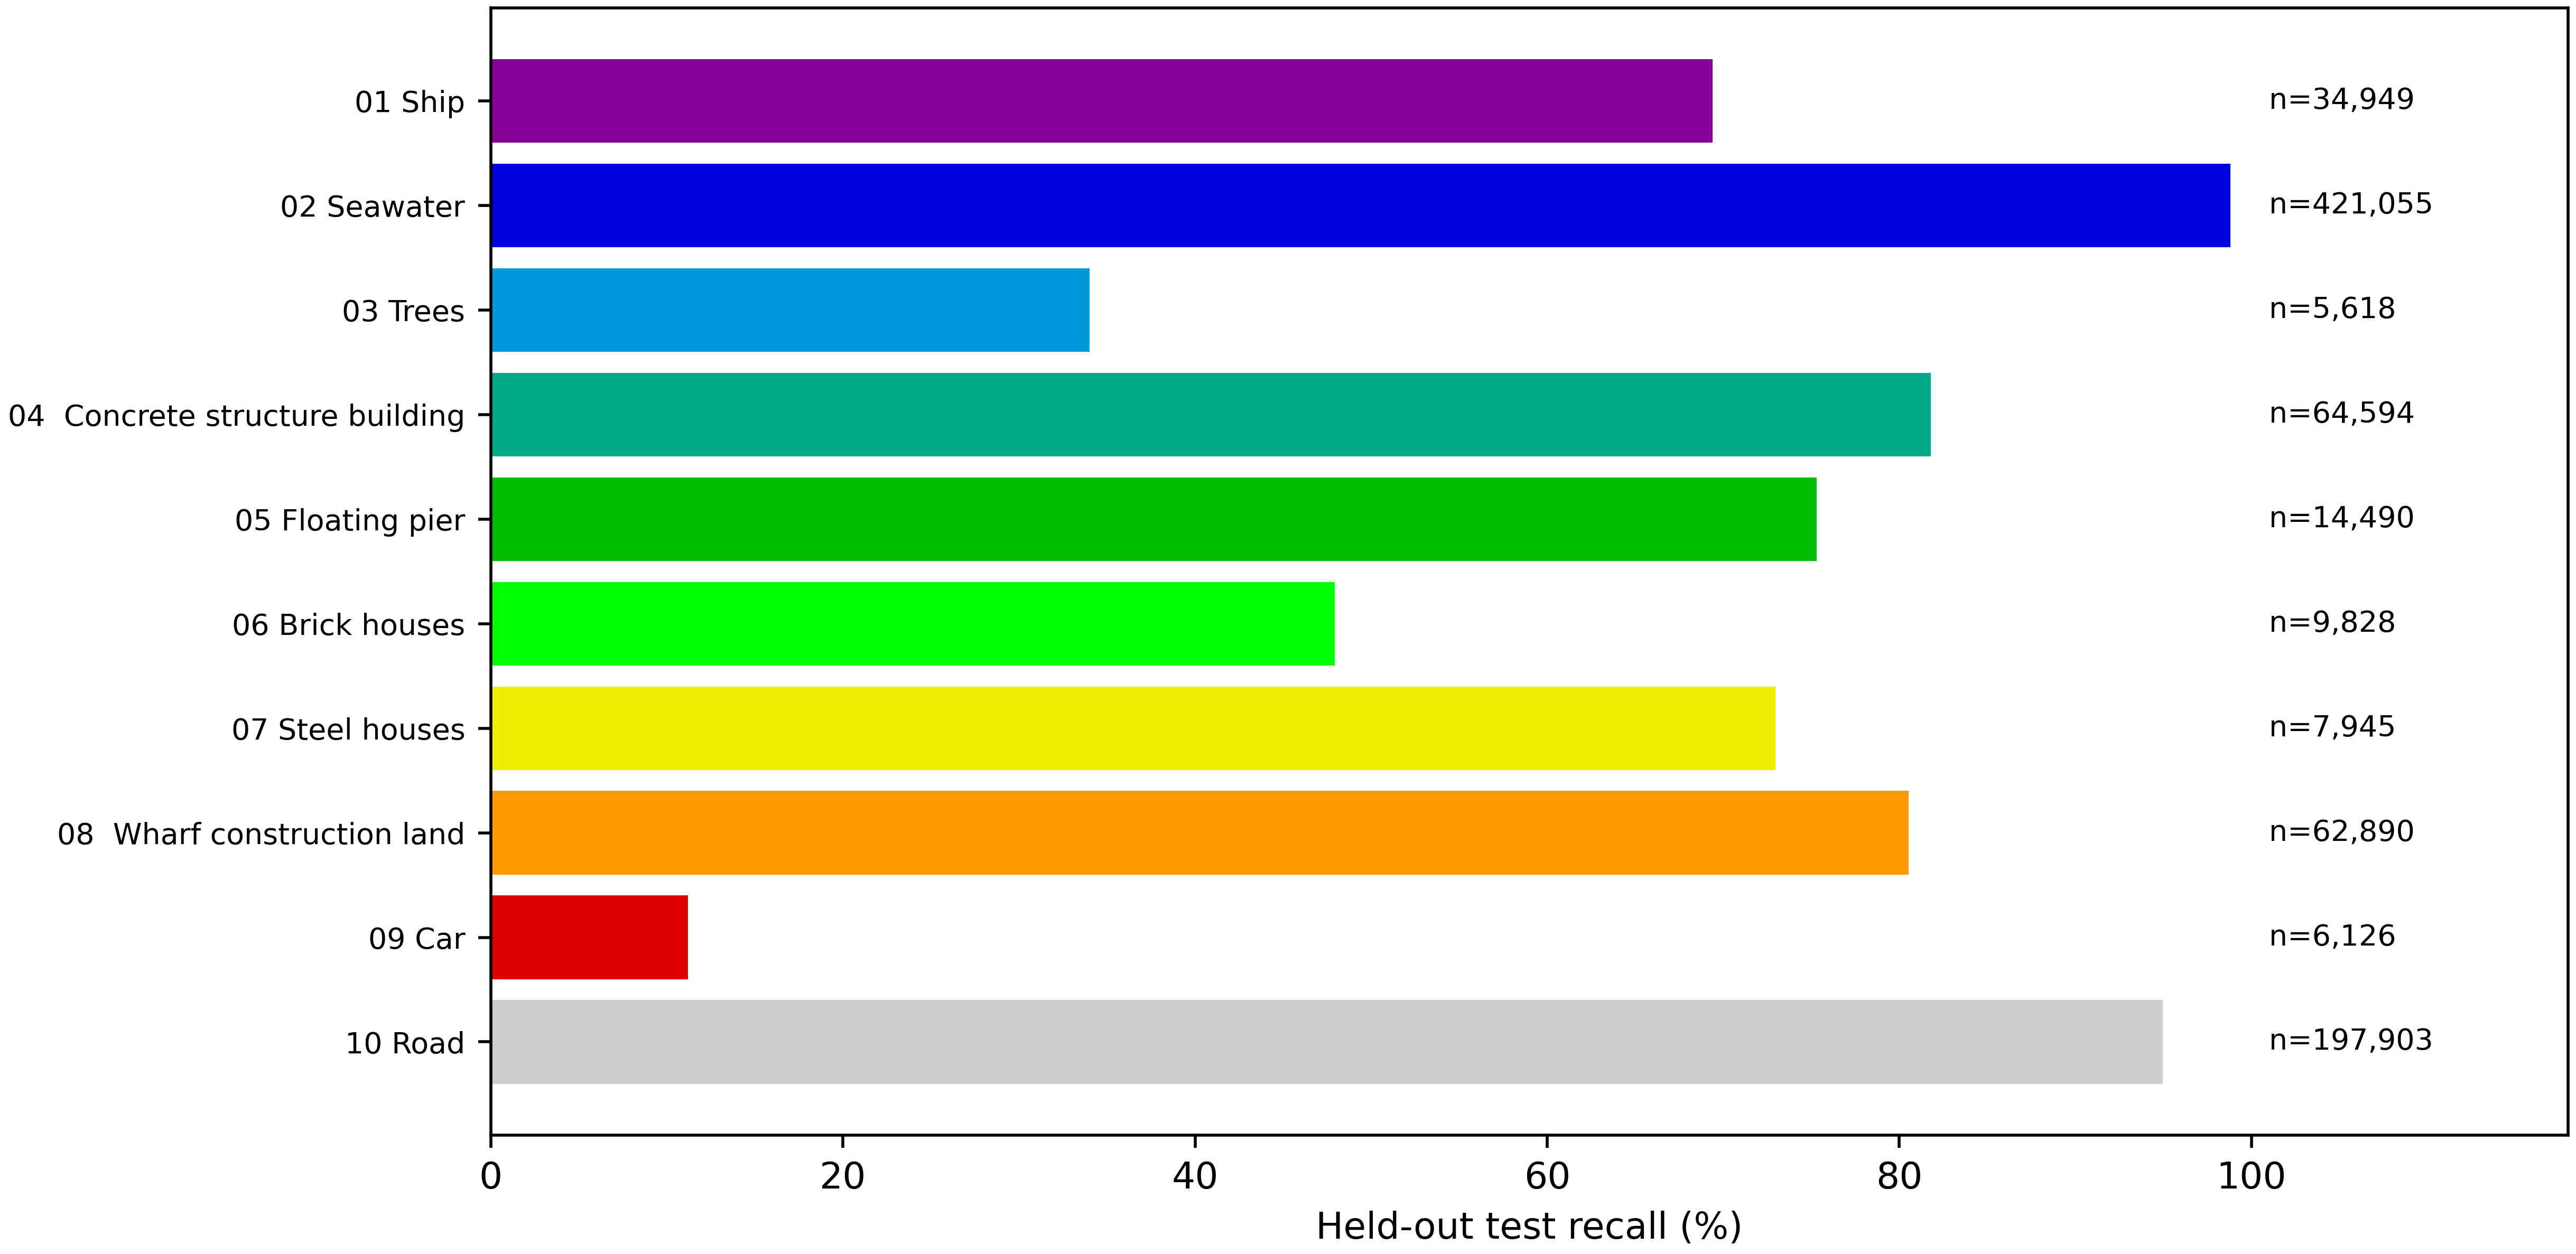 01 Ship n=34,949
02 Seawater n=421,055
03 Trees n=5,618
04  Concrete structure building n=64,594
05 Floating pier n=14,490
06 Brick houses n=9,828
07 Steel houses n=7,945
08  Wharf construction land n=62,890
09 Car n=6,126
10 Road n=197,903
0 20 40 60 80 100
Held-out test recall (%)